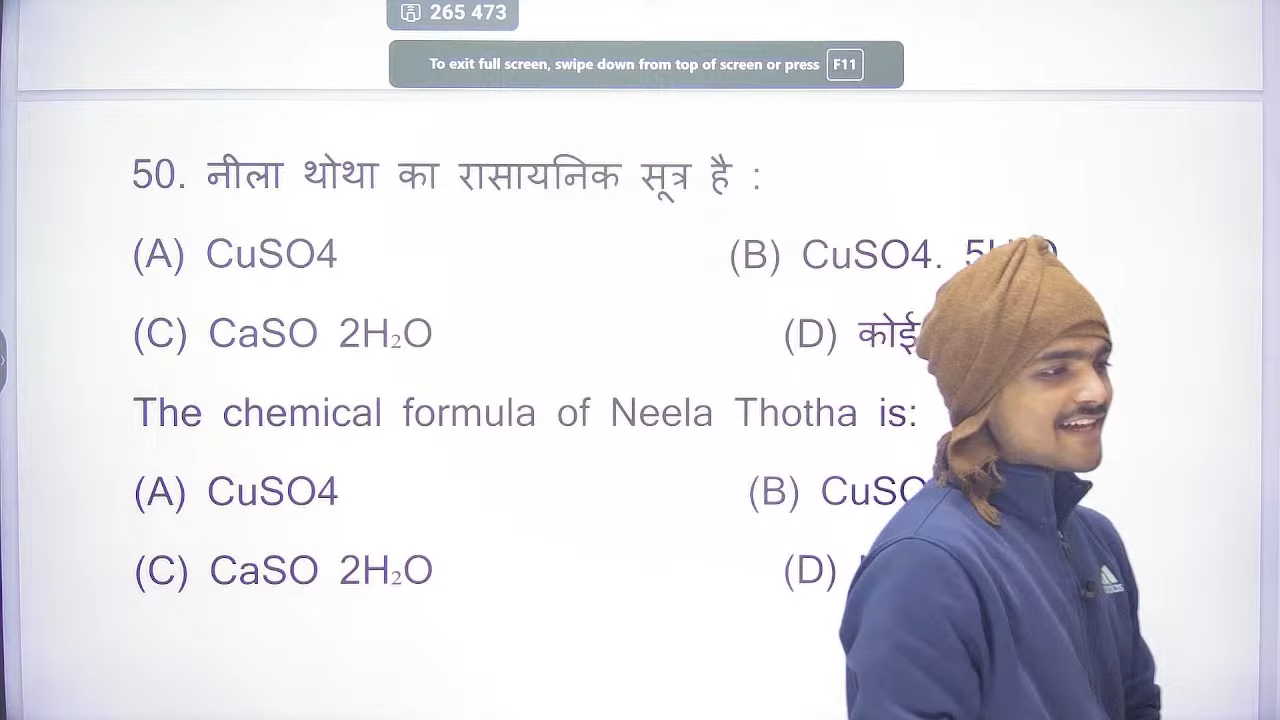 265 473
To exit full screen, swipe down from top of screen or press F11
50. नीला थोथा का रासायनिक सूत्र है :
(A) CuSO4 (B) CuSO4.
(C) CaSO 2H₂O (D) कोई
The chemical formula of Neela Thotha is:
(A) CuSO4 (B)
(C) CaSO 2H₂O (D)
adidas